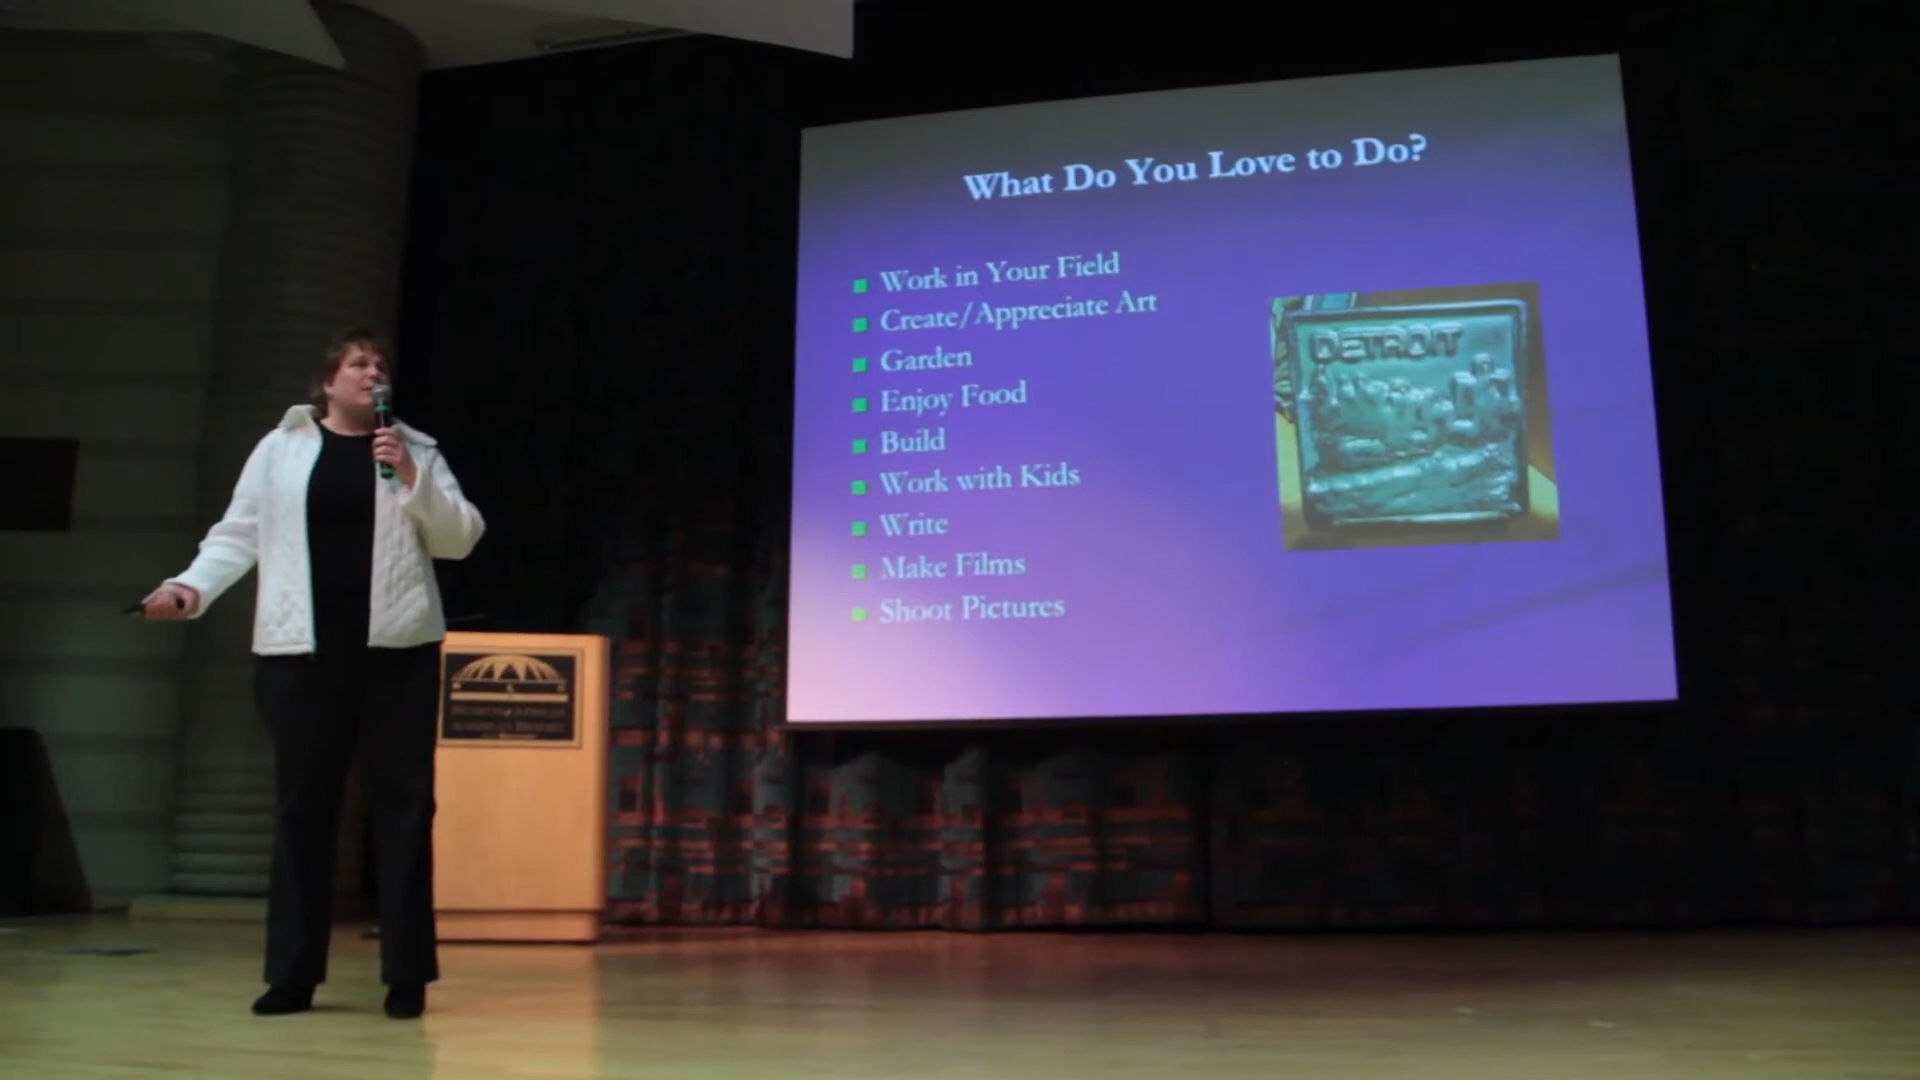 What Do You Love to Do?
Work in Your Field
Create/Appreciate Art
Garden
Enjoy Food
Build
Work with Kids
Write
Make Films
Shoot Pictures
DETROIT